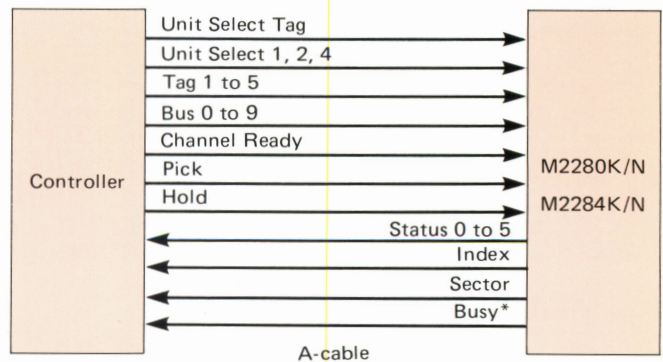 Unit Select Tag
Unit Select 1, 2, 4
Tag 1 to 5
Bus 0 to 9
Channel Ready
Pick
Hold
Controller
M2280K/N
M2284K/N
Status 0 to 5
Index
Sector
Busy*
A-cable